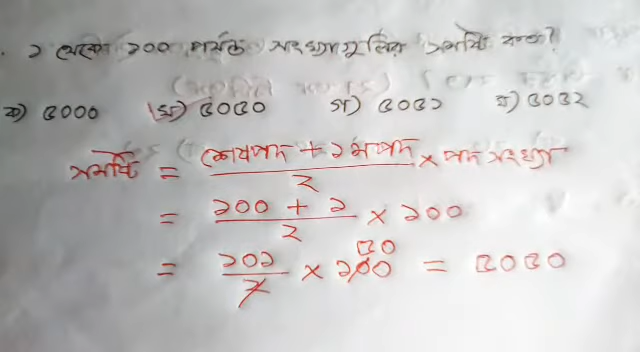 ১ থেকে ১০০ পর্যন্ত সংখ্যাগুলির সমষ্টি কত?
ক) ৫০০০ খ) ৫০৫০ গ) ৫০৫১ ঘ) ৫০৫২
সমষ্টি = শেষপদ + ১মপদ / ২ × পদ সংখ্যা
= ১০০ + ১ / ২ × ১০০
= ১০১ / ২ × ১০০ ৫০ = ৫০৫০